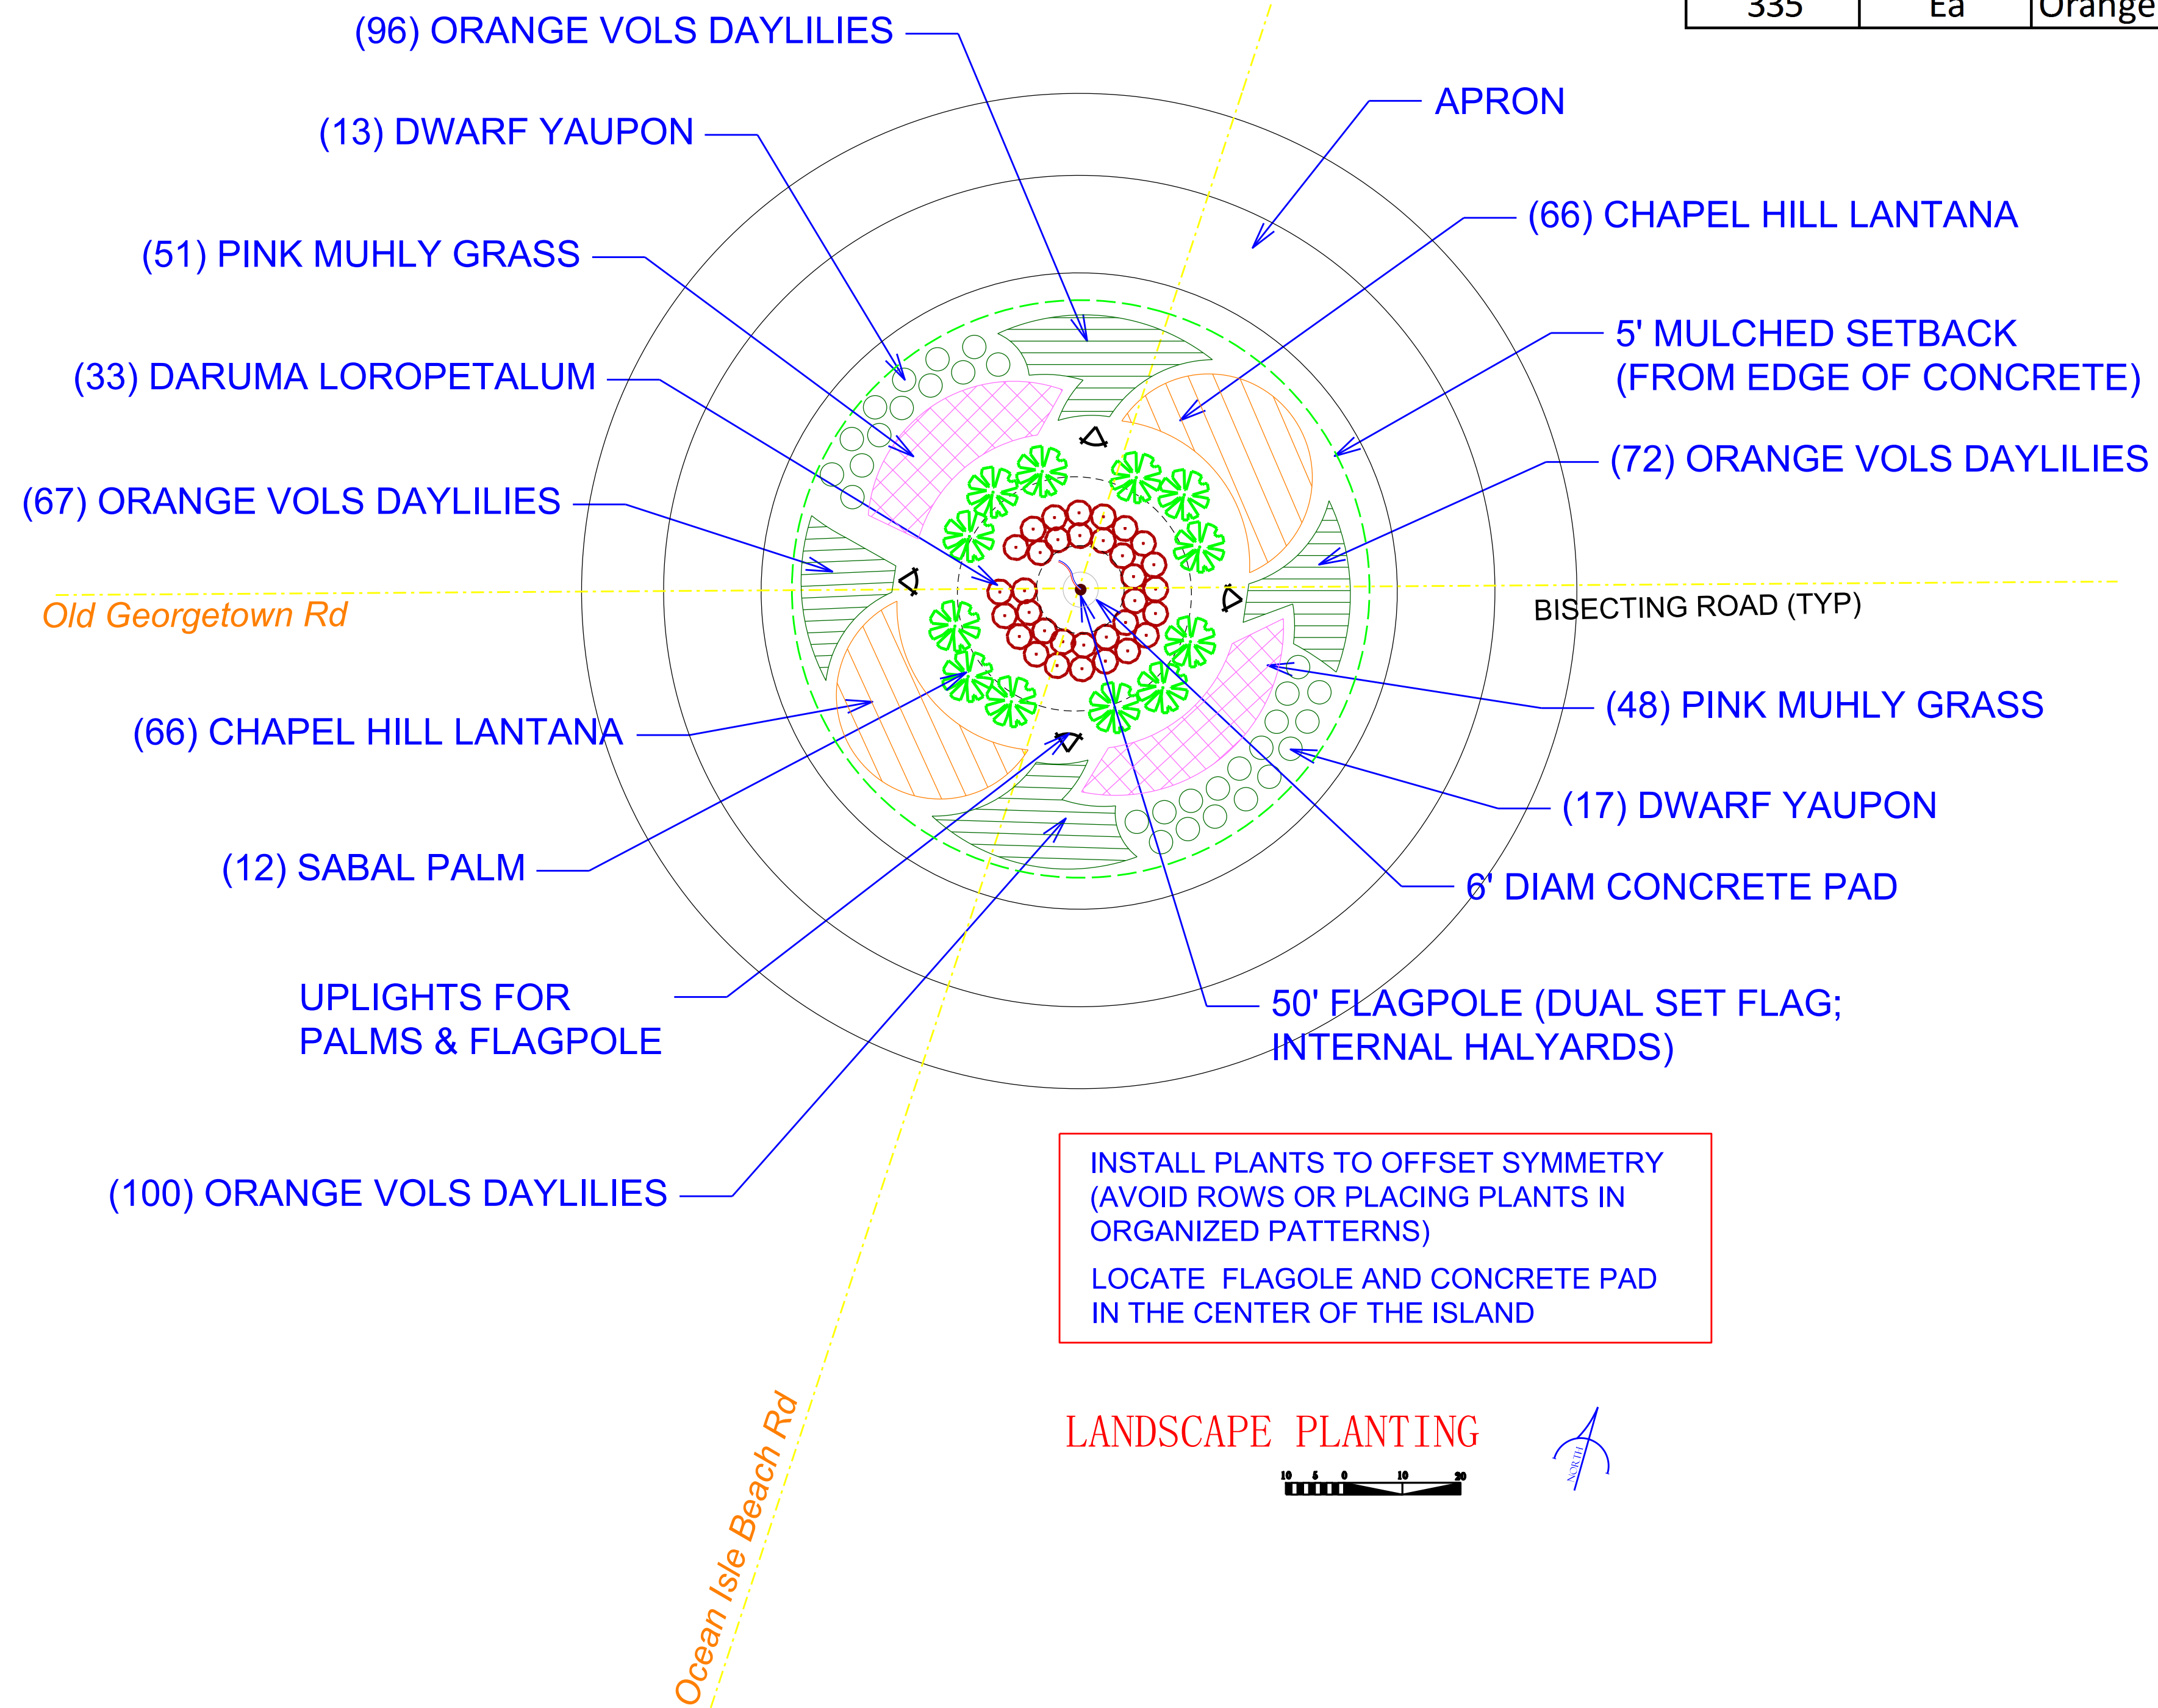 335 Ea Orange
(96) ORANGE VOLS DAYLILIES
APRON
(13) DWARF YAUPON
(66) CHAPEL HILL LANTANA
(51) PINK MUHLY GRASS
5' MULCHED SETBACK
(FROM EDGE OF CONCRETE)
(33) DARUMA LOROPETALUM
(72) ORANGE VOLS DAYLILIES
(67) ORANGE VOLS DAYLILIES
Old Georgetown Rd
BISECTING ROAD (TYP)
(48) PINK MUHLY GRASS
(66) CHAPEL HILL LANTANA
(17) DWARF YAUPON
(12) SABAL PALM
6' DIAM CONCRETE PAD
UPLIGHTS FOR
PALMS & FLAGPOLE
50' FLAGPOLE (DUAL SET FLAG;
INTERNAL HALYARDS)
(100) ORANGE VOLS DAYLILIES
INSTALL PLANTS TO OFFSET SYMMETRY
(AVOID ROWS OR PLACING PLANTS IN
ORGANIZED PATTERNS)
LOCATE FLAGOLE AND CONCRETE PAD
IN THE CENTER OF THE ISLAND
Ocean Isle Beach Rd
LANDSCAPE PLANTING
NORTH
10 5 0 10 20